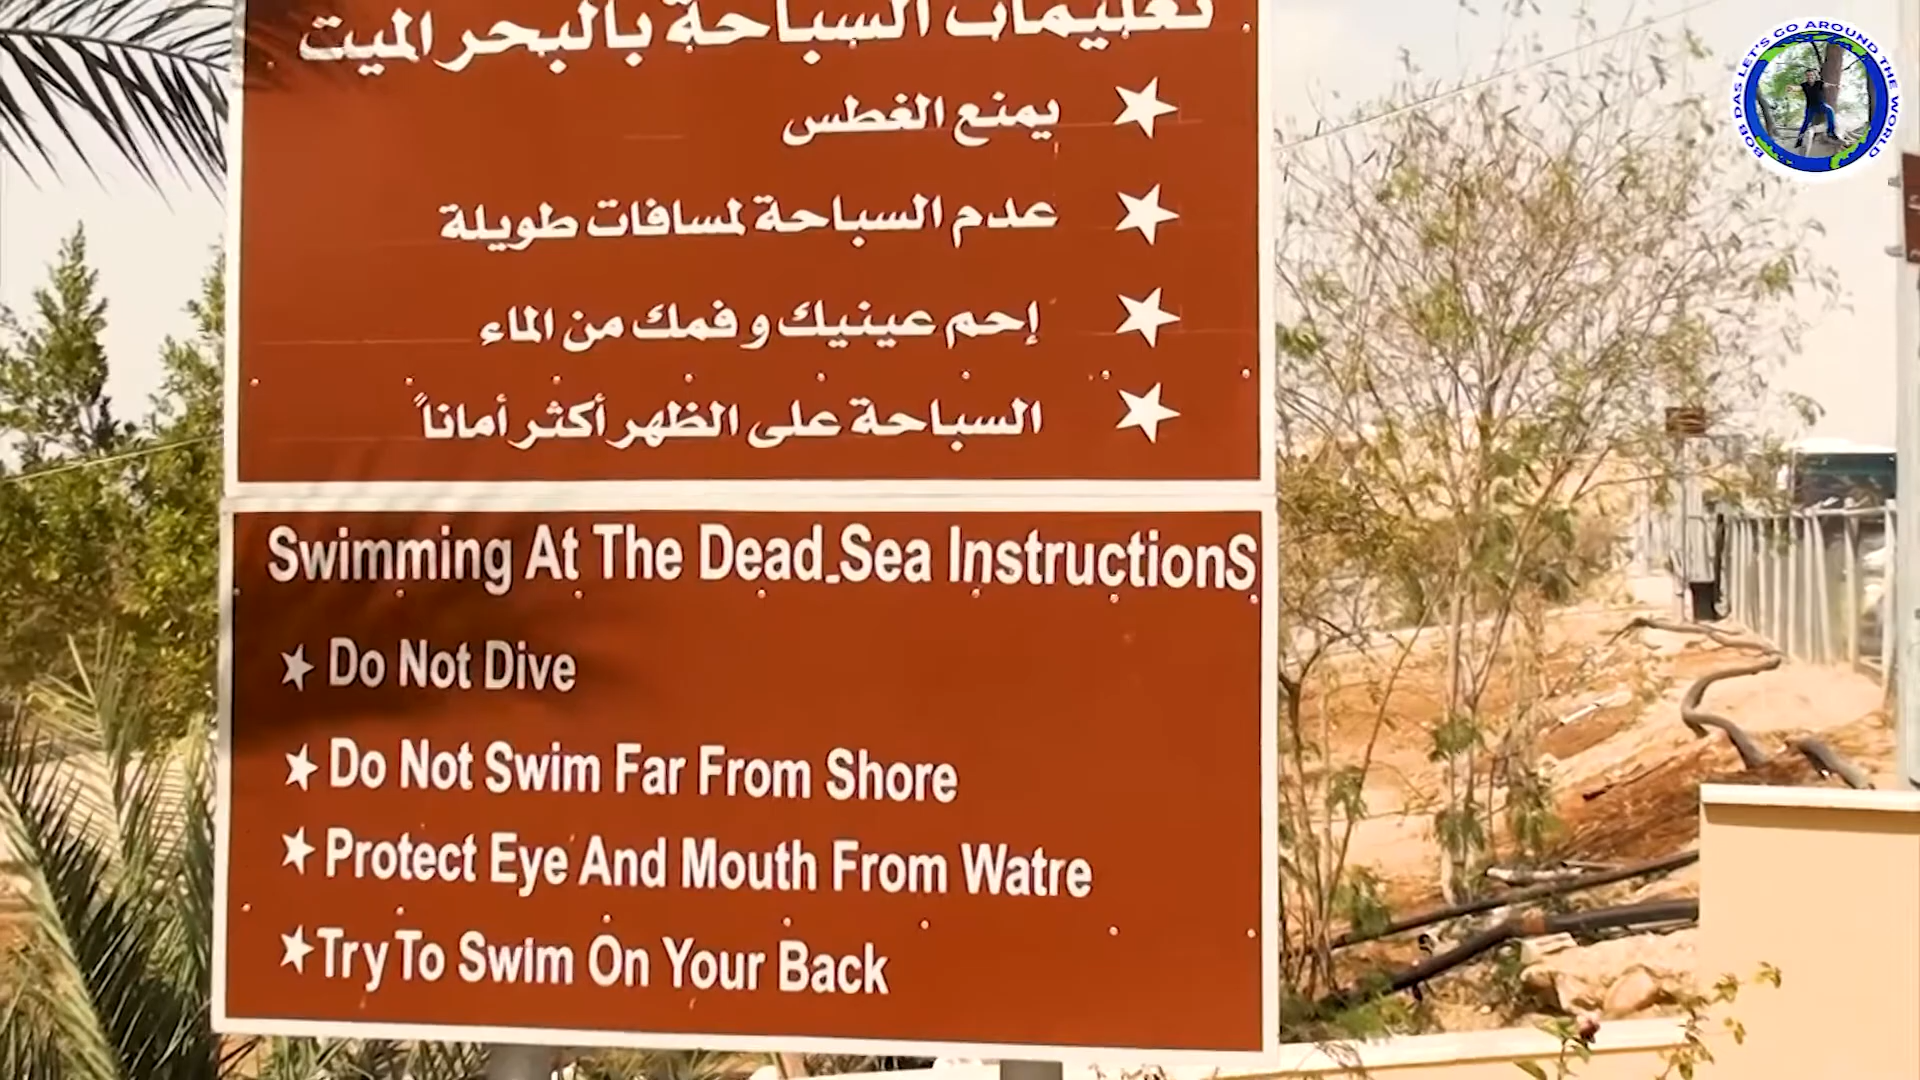 تعليمات السباحة بالبحر الميت
يمنع الغطس
عدم السباحة لمسافات طويلة
إحم عينيك و فمك من الماء
السباحة على الظهر أكثر أماناً
Swimming At The Dead Sea InstructionS
Do Not Dive
Do Not Swim Far From Shore
Protect Eye And Mouth From Watre
Try To Swim On Your Back
BOB DAS LET'S GO AROUND THE WORLD